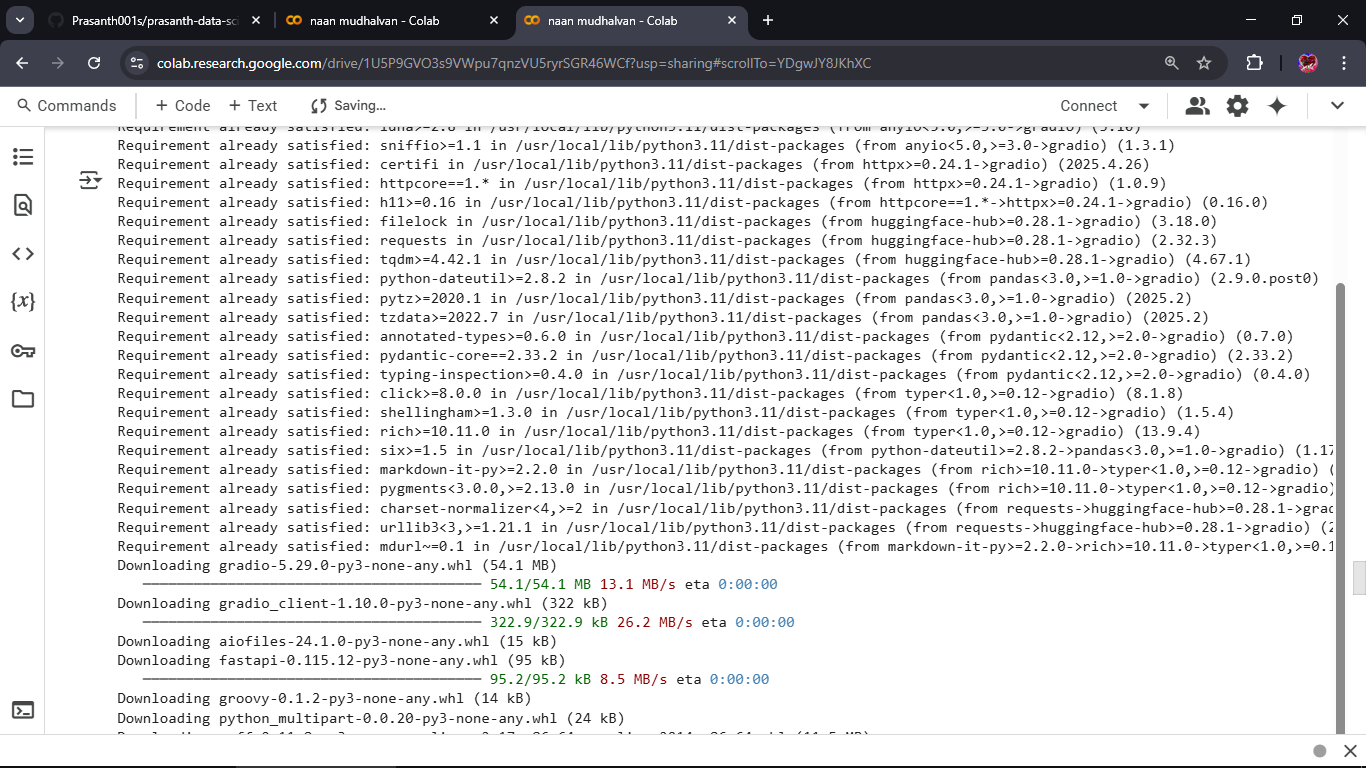 Prasanth001s/prasanth-data-sci
naan mudhalvan - Colab
naan mudhalvan - Colab
colab.research.google.com/drive/1U5P9GVO3s9VWpu7qnzVU5ryrSGR46WCf?usp=sharing#scrollTo=YDgwJY8JKhXC
Commands + Code + Text Saving... Connect
Requirement already satisfied: idna>=2.8 in /usr/local/lib/python3.11/dist-packages (from anyio<5.0,>=3.0->gradio) (3.10)
Requirement already satisfied: sniffio>=1.1 in /usr/local/lib/python3.11/dist-packages (from anyio<5.0,>=3.0->gradio) (1.3.1)
Requirement already satisfied: certifi in /usr/local/lib/python3.11/dist-packages (from httpx>=0.24.1->gradio) (2025.4.26)
Requirement already satisfied: httpcore==1.* in /usr/local/lib/python3.11/dist-packages (from httpx>=0.24.1->gradio) (1.0.9)
Requirement already satisfied: h11>=0.16 in /usr/local/lib/python3.11/dist-packages (from httpcore==1.*->httpx>=0.24.1->gradio) (0.16.0)
Requirement already satisfied: filelock in /usr/local/lib/python3.11/dist-packages (from huggingface-hub>=0.28.1->gradio) (3.18.0)
Requirement already satisfied: requests in /usr/local/lib/python3.11/dist-packages (from huggingface-hub>=0.28.1->gradio) (2.32.3)
Requirement already satisfied: tqdm>=4.42.1 in /usr/local/lib/python3.11/dist-packages (from huggingface-hub>=0.28.1->gradio) (4.67.1)
Requirement already satisfied: python-dateutil>=2.8.2 in /usr/local/lib/python3.11/dist-packages (from pandas<3.0,>=1.0->gradio) (2.9.0.post0)
Requirement already satisfied: pytz>=2020.1 in /usr/local/lib/python3.11/dist-packages (from pandas<3.0,>=1.0->gradio) (2025.2)
Requirement already satisfied: tzdata>=2022.7 in /usr/local/lib/python3.11/dist-packages (from pandas<3.0,>=1.0->gradio) (2025.2)
Requirement already satisfied: annotated-types>=0.6.0 in /usr/local/lib/python3.11/dist-packages (from pydantic<2.12,>=2.0->gradio) (0.7.0)
Requirement already satisfied: pydantic-core==2.33.2 in /usr/local/lib/python3.11/dist-packages (from pydantic<2.12,>=2.0->gradio) (2.33.2)
Requirement already satisfied: typing-inspection>=0.4.0 in /usr/local/lib/python3.11/dist-packages (from pydantic<2.12,>=2.0->gradio) (0.4.0)
Requirement already satisfied: click>=8.0.0 in /usr/local/lib/python3.11/dist-packages (from typer<1.0,>=0.12->gradio) (8.1.8)
Requirement already satisfied: shellingham>=1.3.0 in /usr/local/lib/python3.11/dist-packages (from typer<1.0,>=0.12->gradio) (1.5.4)
Requirement already satisfied: rich>=10.11.0 in /usr/local/lib/python3.11/dist-packages (from typer<1.0,>=0.12->gradio) (13.9.4)
Requirement already satisfied: six>=1.5 in /usr/local/lib/python3.11/dist-packages (from python-dateutil>=2.8.2->pandas<3.0,>=1.0->gradio) (1.17
Requirement already satisfied: markdown-it-py>=2.2.0 in /usr/local/lib/python3.11/dist-packages (from rich>=10.11.0->typer<1.0,>=0.12->gradio) (
Requirement already satisfied: pygments<3.0.0,>=2.13.0 in /usr/local/lib/python3.11/dist-packages (from rich>=10.11.0->typer<1.0,>=0.12->gradio)
Requirement already satisfied: charset-normalizer<4,>=2 in /usr/local/lib/python3.11/dist-packages (from requests->huggingface-hub>=0.28.1->grad
Requirement already satisfied: urllib3<3,>=1.21.1 in /usr/local/lib/python3.11/dist-packages (from requests->huggingface-hub>=0.28.1->gradio) (2
Requirement already satisfied: mdurl~=0.1 in /usr/local/lib/python3.11/dist-packages (from markdown-it-py>=2.2.0->rich>=10.11.0->typer<1.0,>=0.1
Downloading gradio-5.29.0-py3-none-any.whl (54.1 MB)
54.1/54.1 MB 13.1 MB/s eta 0:00:00
Downloading gradio_client-1.10.0-py3-none-any.whl (322 kB)
322.9/322.9 kB 26.2 MB/s eta 0:00:00
Downloading aiofiles-24.1.0-py3-none-any.whl (15 kB)
Downloading fastapi-0.115.12-py3-none-any.whl (95 kB)
95.2/95.2 kB 8.5 MB/s eta 0:00:00
Downloading groovy-0.1.2-py3-none-any.whl (14 kB)
Downloading python_multipart-0.0.20-py3-none-any.whl (24 kB)